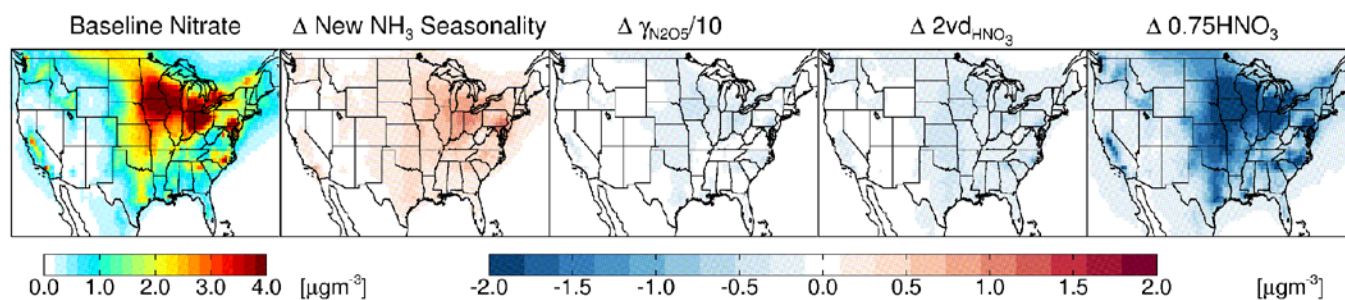 Baseline Nitrate
Δ New NH₃ Seasonality
Δ γ_N2O5/10
Δ 2vd_HNO₃
Δ 0.75HNO₃
0.0 1.0 2.0 3.0 4.0 [μgm⁻³]
-2.0 -1.5 -1.0 -0.5 0.0 0.5 1.0 1.5 2.0 [μgm⁻³]